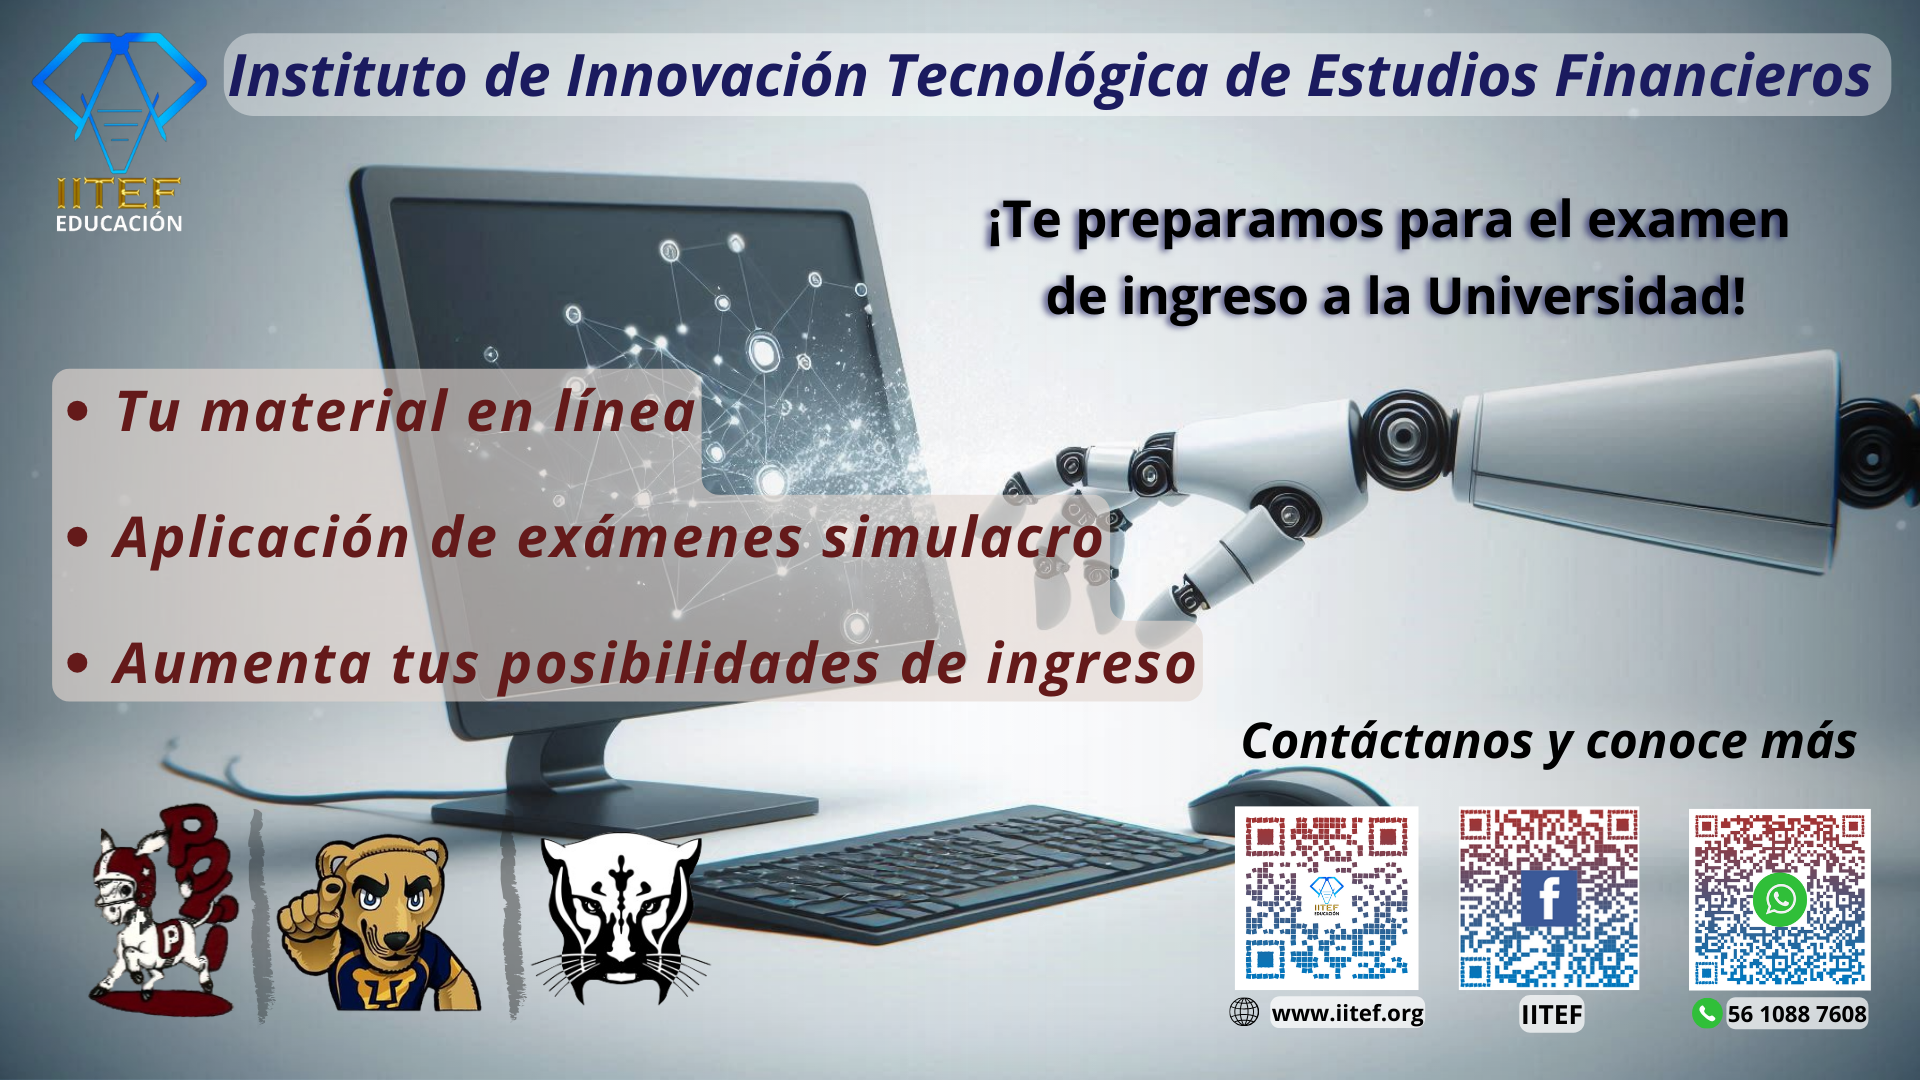 Instituto de Innovación Tecnológica de Estudios Financieros
IITEF
EDUCACIÓN
¡Te preparamos para el examen
de ingreso a la Universidad!
• Tu material en línea
• Aplicación de exámenes simulacro
• Aumenta tus posibilidades de ingreso
Contáctanos y conoce más
P
IITEF
EDUCACIÓN
f
www.iitef.org
IITEF
56 1088 7608